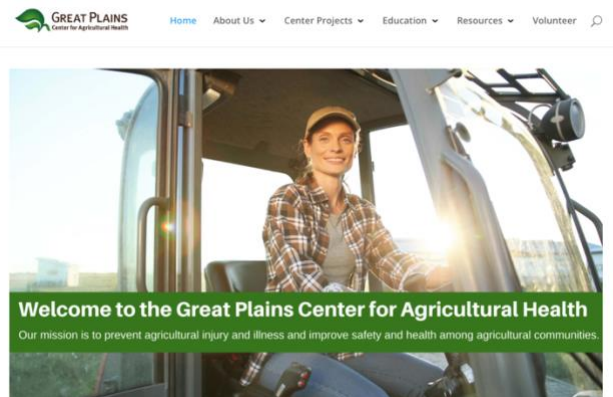 GREAT PLAINS
Center for Agricultural Health
Home About Us Center Projects Education Resources Volunteer
Welcome to the Great Plains Center for Agricultural Health
Our mission is to prevent agricultural injury and illness and improve safety and health among agricultural communities.